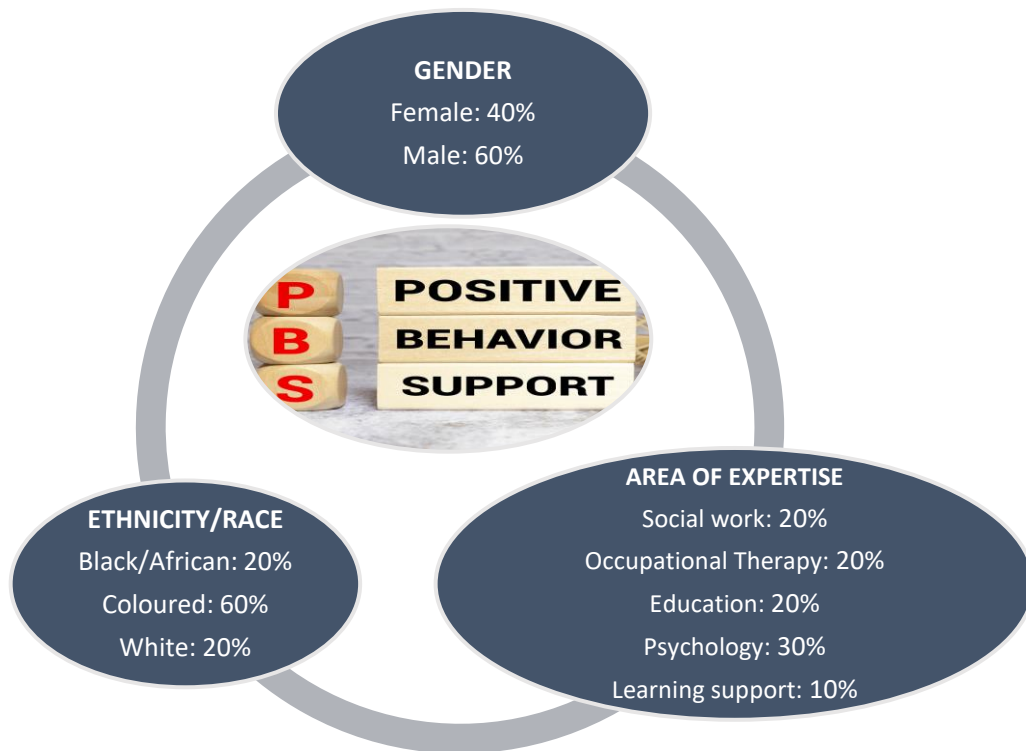 GENDER
Female: 40%
Male: 60%
P POSITIVE
B BEHAVIOR
S SUPPORT
ETHNICITY/RACE
Black/African: 20%
Coloured: 60%
White: 20%
AREA OF EXPERTISE
Social work: 20%
Occupational Therapy: 20%
Education: 20%
Psychology: 30%
Learning support: 10%